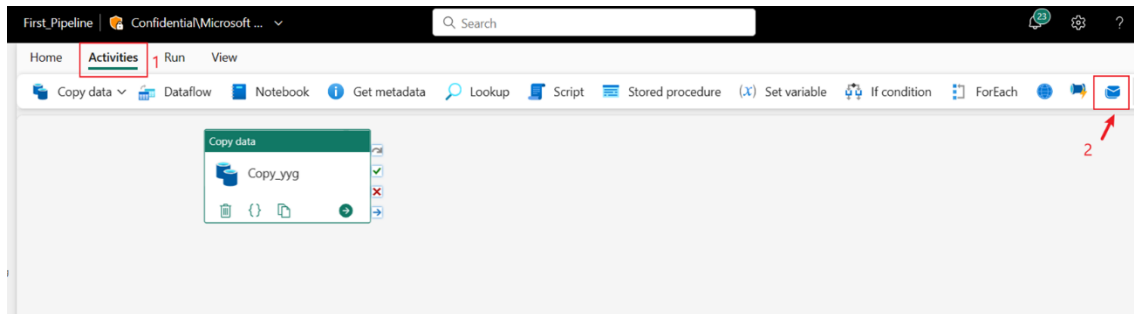 First_Pipeline Confidential\Microsoft ... Search 23 ?
Home Activities 1 Run View
Copy data Dataflow Notebook Get metadata Lookup Script Stored procedure (x) Set variable If condition ForEach
2
Copy data
Copy_yyg
{}